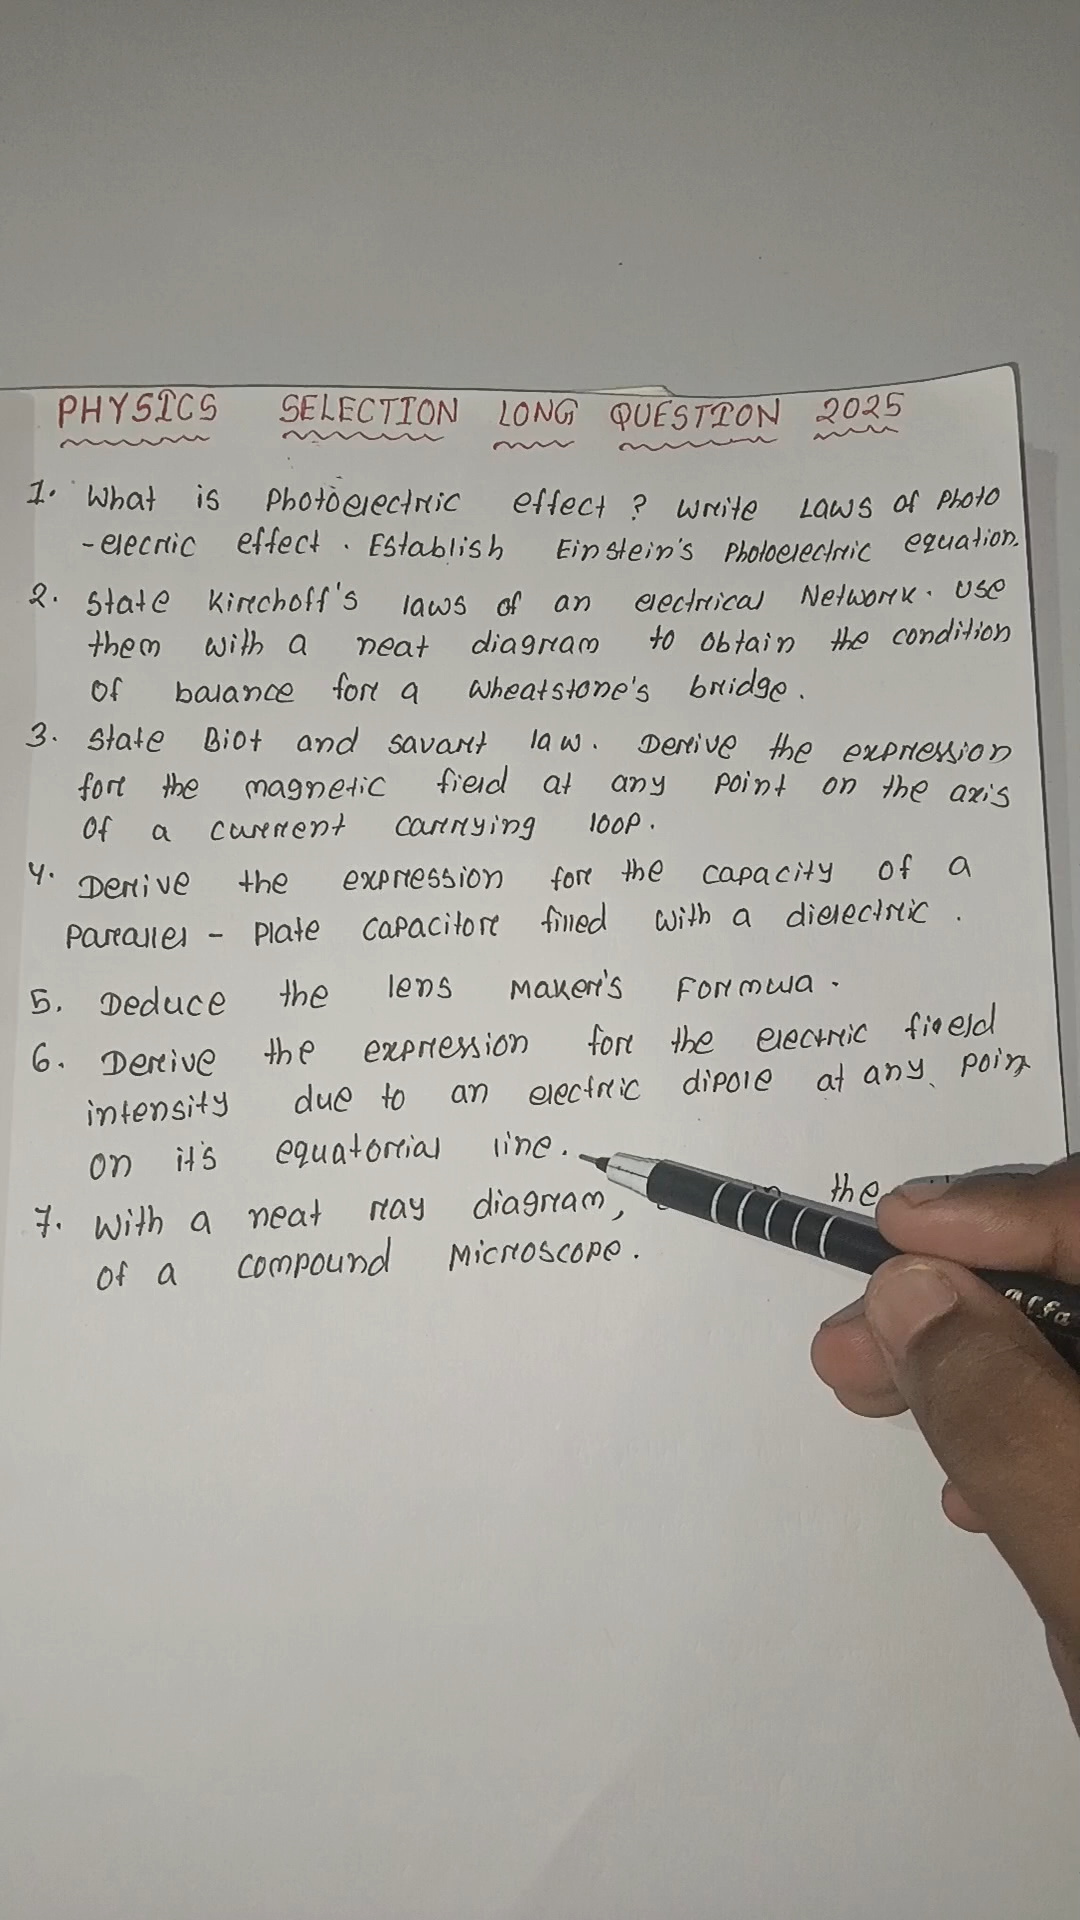 PHYSICS SELECTION LONG QUESTION 2025
1. What is Photoelectric effect ? Write Laws of Photo
-elecric effect. Establish Einstein's Photoelectric equation.
2. State Kirchoff's laws of an electrical Network. Use
them with a neat diagram to obtain the condition
of balance for a Wheatstone's bridge.
3. State Biot and Savart law. Derive the expression
for the magnetic field at any point on the axis
of a current carrying loop.
4. Derive the expression for the capacity of a
Parallel - Plate capacitor filled with a dielectric.
5. Deduce the lens Maker's Formula.
6. Derive the expression for the electric field
intensity due to an electric dipole at any point
on it's equatorial line.
7. With a neat ray diagram, the
of a compound Microscope.
alfa